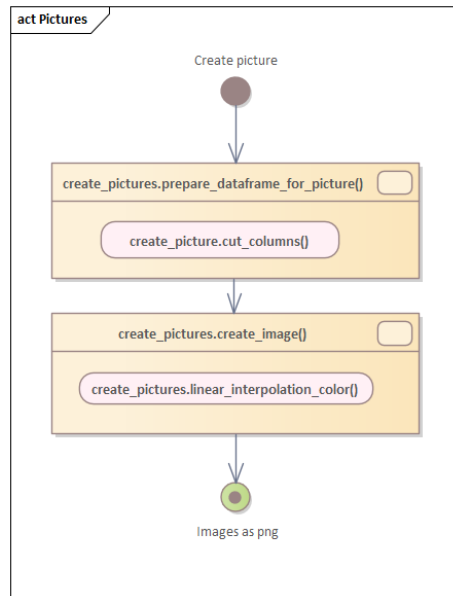 act Pictures
Create picture
create_pictures.prepare_dataframe_for_picture()
create_picture.cut_columns()
create_pictures.create_image()
create_pictures.linear_interpolation_color()
Images as png